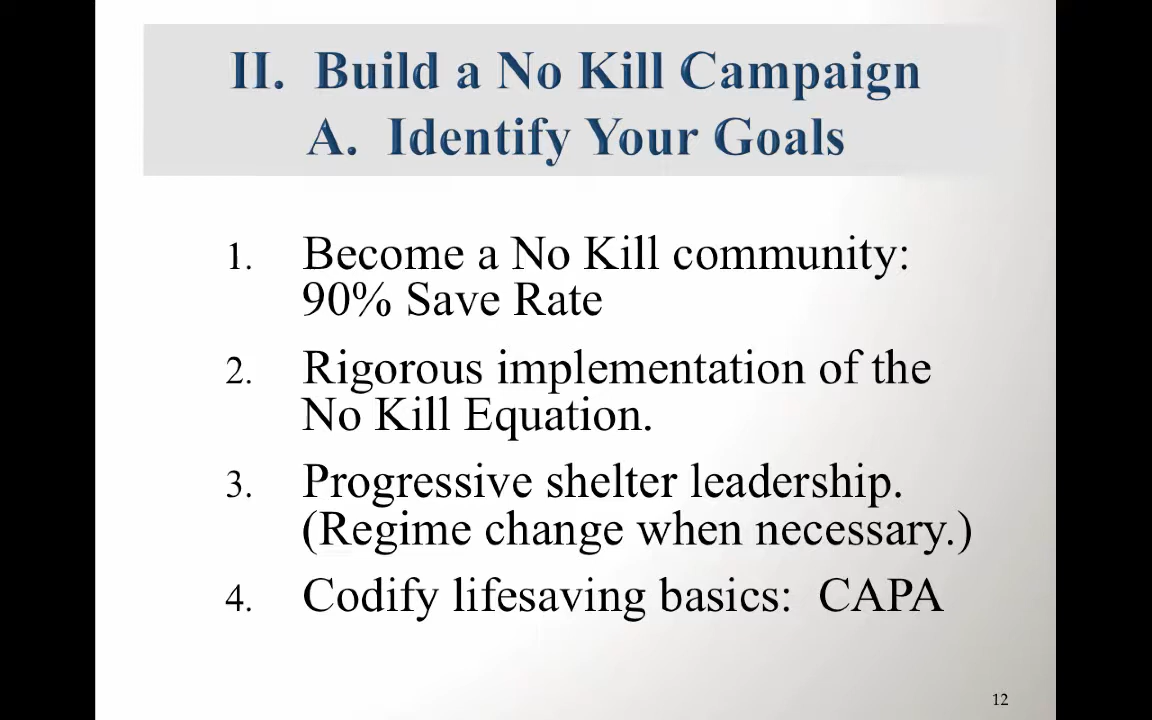 II. Build a No Kill Campaign
A. Identify Your Goals
1. Become a No Kill community:
90% Save Rate
2. Rigorous implementation of the
No Kill Equation.
3. Progressive shelter leadership.
(Regime change when necessary.)
4. Codify lifesaving basics: CAPA
12